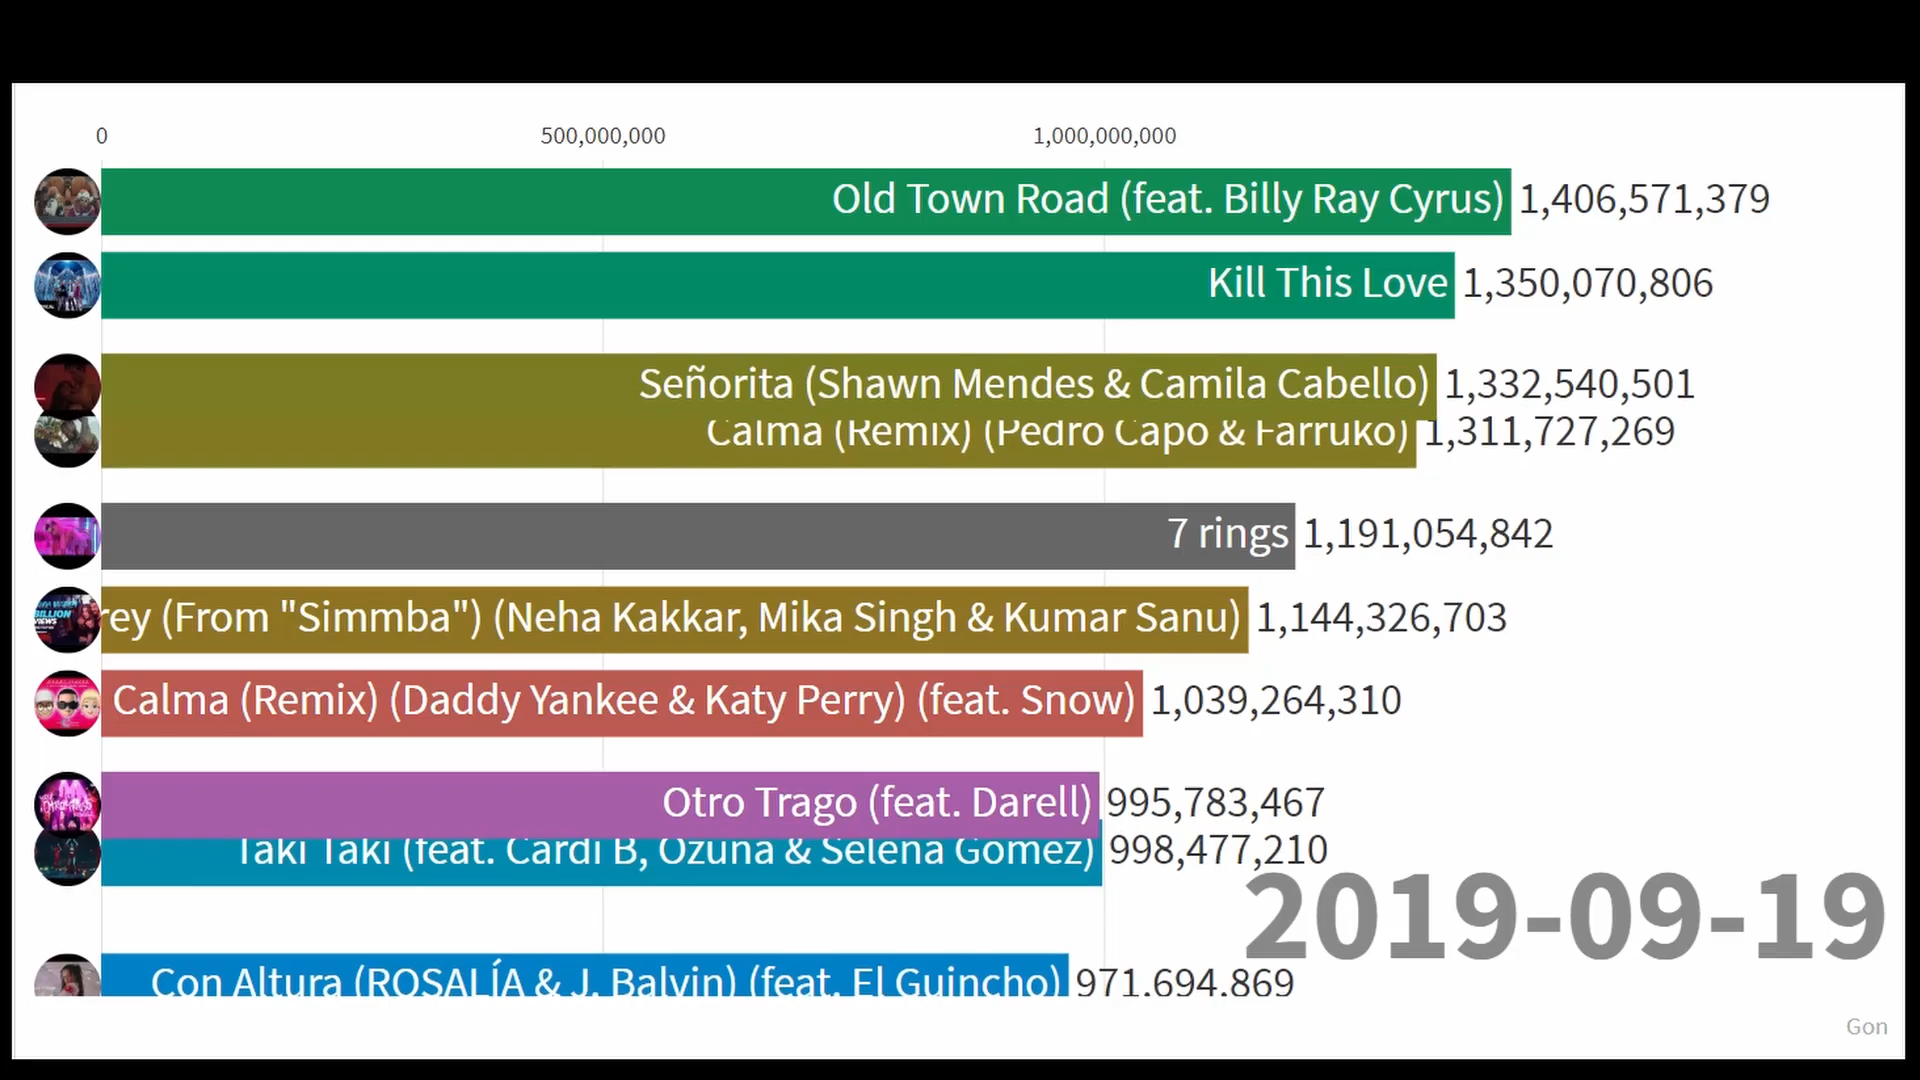 0 500,000,000 1,000,000,000
Old Town Road (feat. Billy Ray Cyrus) 1,406,571,379
Kill This Love 1,350,070,806
Señorita (Shawn Mendes & Camila Cabello) 1,332,540,501
Calma (Remix) (Pedro Capo & Farruko) 1,311,727,269
7 rings 1,191,054,842
rey (From "Simmba") (Neha Kakkar, Mika Singh & Kumar Sanu) 1,144,326,703
Calma (Remix) (Daddy Yankee & Katy Perry) (feat. Snow) 1,039,264,310
Otro Trago (feat. Darell) 995,783,467
Taki Taki (feat. Cardi B, Ozuna & Selena Gomez) 998,477,210
2019-09-19
Con Altura (ROSALÍA & J. Balvin) (feat. El Guincho) 971,694,869
Gon